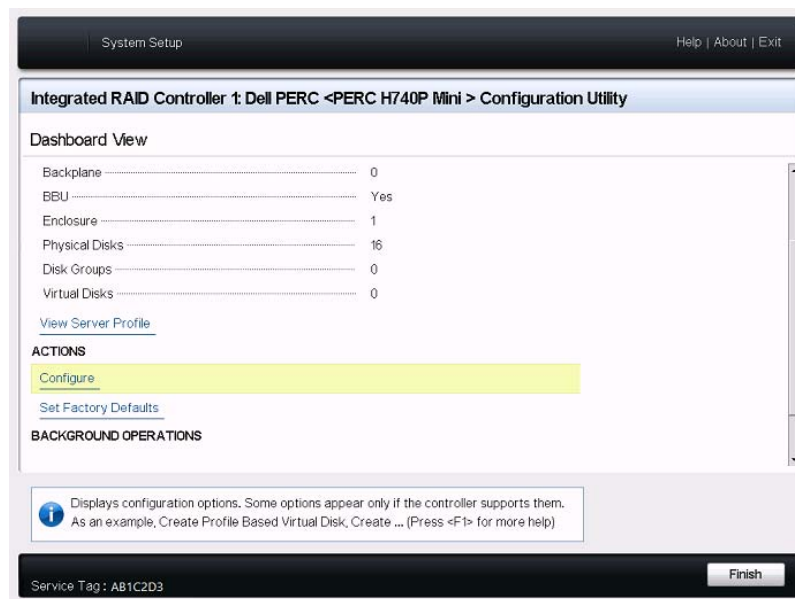 System Setup
Help | About | Exit
Integrated RAID Controller 1: Dell PERC <PERC H740P Mini > Configuration Utility
Dashboard View
Backplane 0
BBU Yes
Enclosure 1
Physical Disks 16
Disk Groups 0
Virtual Disks 0
View Server Profile
ACTIONS
Configure
Set Factory Defaults
BACKGROUND OPERATIONS
Displays configuration options. Some options appear only if the controller supports them.
As an example, Create Profile Based Virtual Disk, Create ... (Press <F1> for more help)
Service Tag : AB1C2D3
Finish